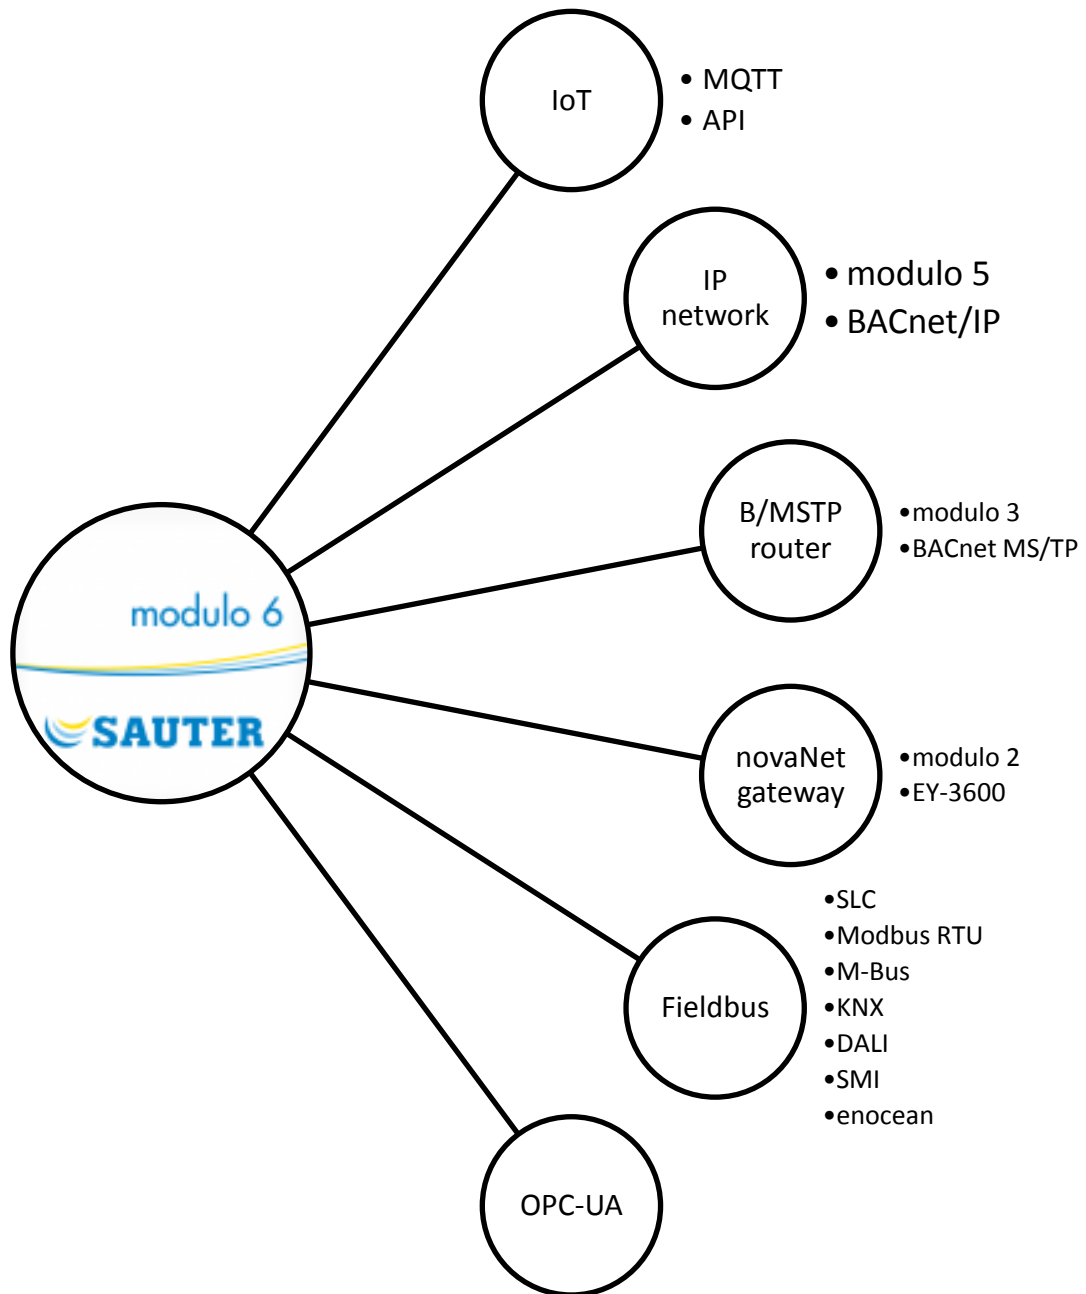 IoT
• MQTT
• API
IP
network
• modulo 5
• BACnet/IP
B/MSTP
router
•modulo 3
•BACnet MS/TP
modulo 6
SAUTER
novaNet
gateway
•modulo 2
•EY-3600
Fieldbus
•SLC
•Modbus RTU
•M-Bus
•KNX
•DALI
•SMI
•enocean
OPC-UA